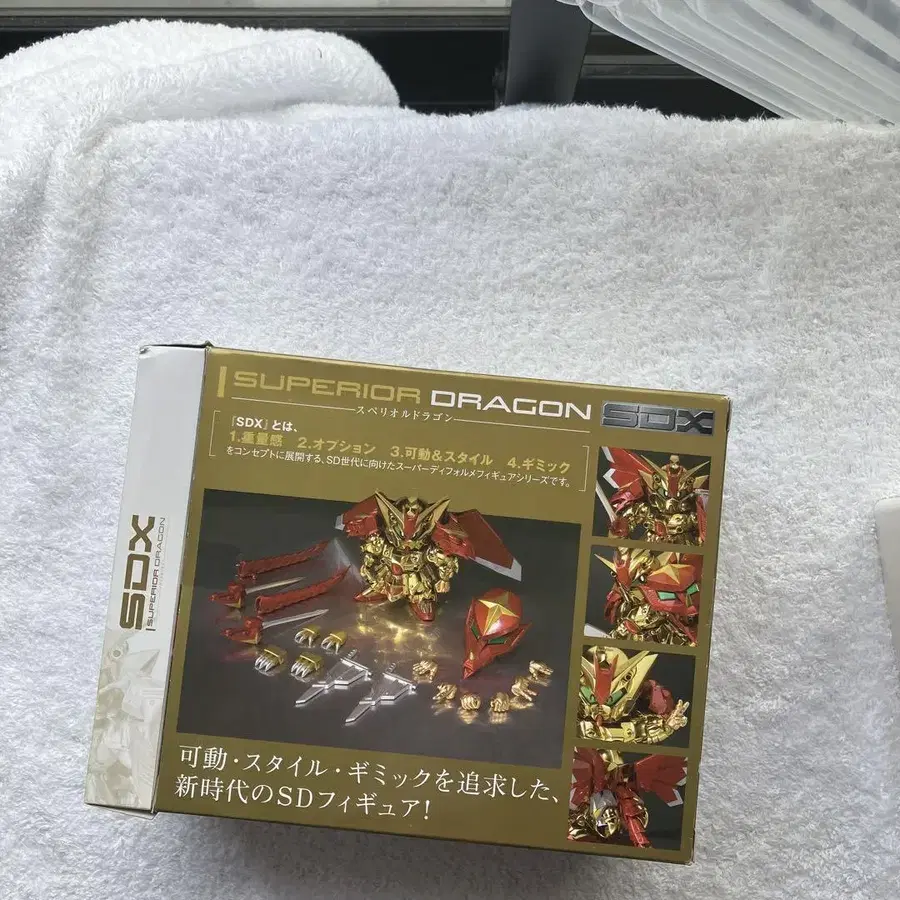 SUPERIOR DRAGON SDX
スペリオルドラゴン
『SDX』とは、
1.重量感 2.オプション 3.可動&スタイル 4.ギミック
をコンセプトに展開する、SD世代に向けたスーパーディフォルメフィギュアシリーズです。
可動・スタイル・ギミックを追求した、
新時代のSDフィギュア!
SDX
SUPERIOR DRAGON